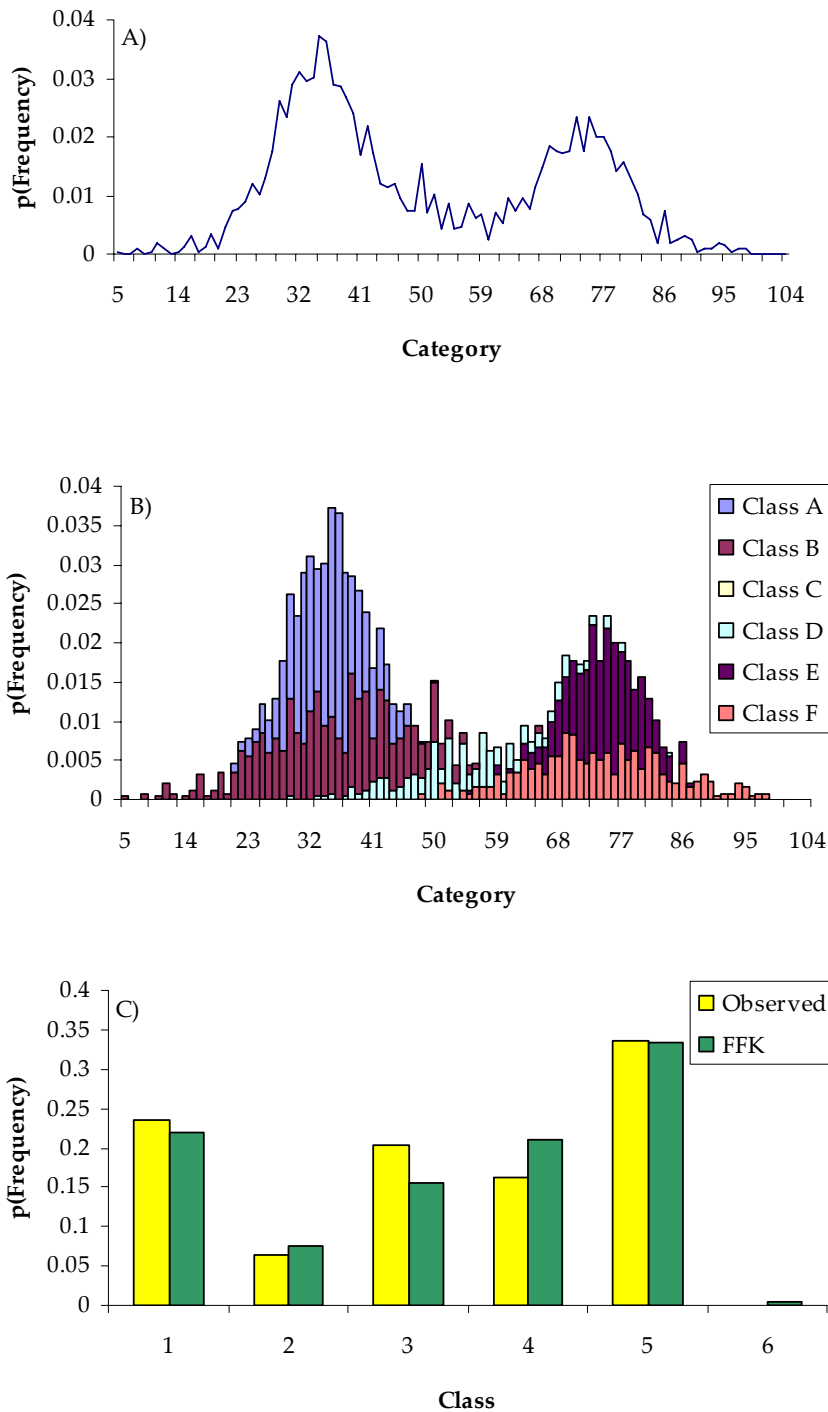 A)
p(Frequency)
0.04
0.03
0.02
0.01
0
5 14 23 32 41 50 59 68 77 86 95 104
Category
B)
p(Frequency)
0.04
0.035
0.03
0.025
0.02
0.015
0.01
0.005
0
Class A
Class B
Class C
Class D
Class E
Class F
5 14 23 32 41 50 59 68 77 86 95 104
Category
C)
p(Frequency)
0.4
0.35
0.3
0.25
0.2
0.15
0.1
0.05
0
Observed
FFK
1 2 3 4 5 6
Class